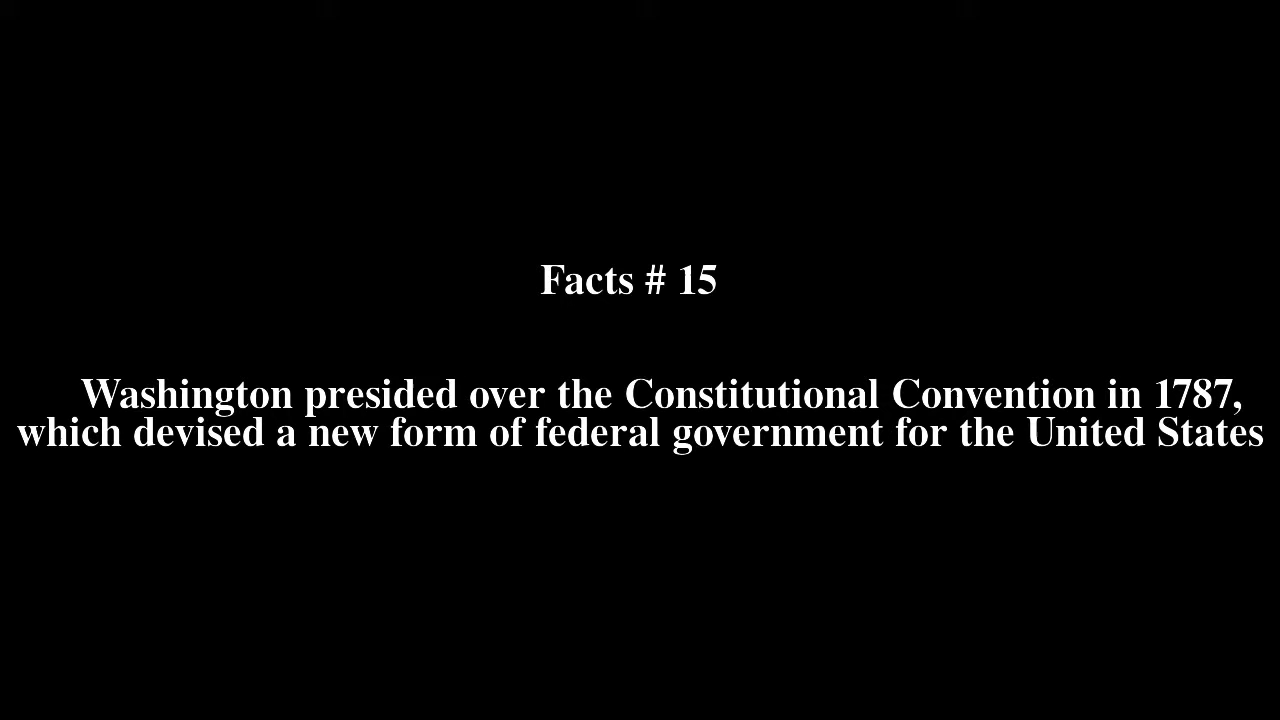 Facts # 15
Washington presided over the Constitutional Convention in 1787,
which devised a new form of federal government for the United States